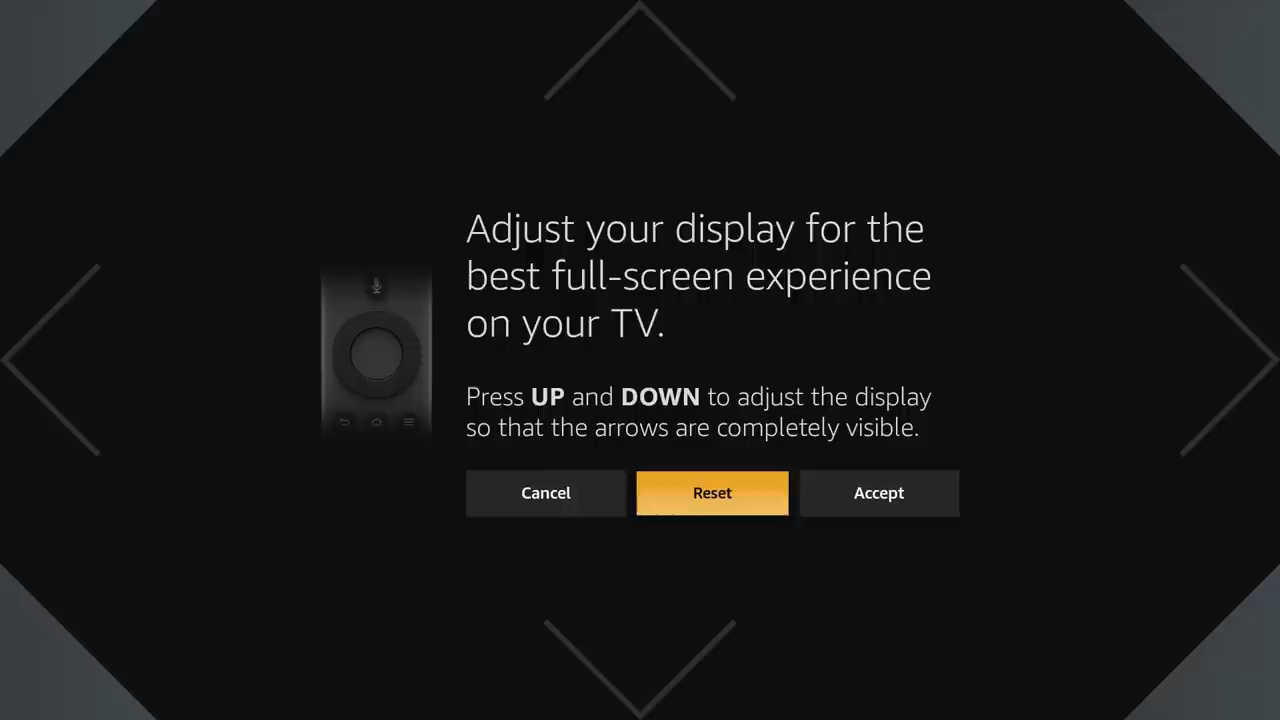 Adjust your display for the
best full-screen experience
on your TV.
Press UP and DOWN to adjust the display
so that the arrows are completely visible.
Cancel
Reset
Accept